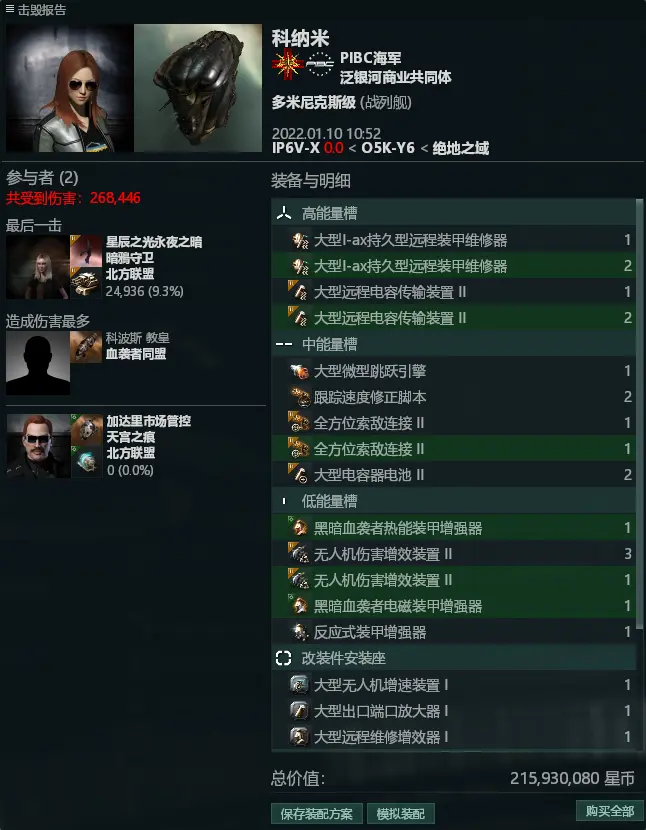 击毁报告
科纳米
PIBC海军
泛银河商业共同体
多米尼克斯级 (战列舰)
2022.01.10 10:52
IP6V-X 0.0 < O5K-Y6 < 绝地之域
参与者 (2)
共受到伤害: 268,446
最后一击
星辰之光永夜之暗
暗鸦守卫
北方联盟
24,936 (9.3%)
造成伤害最多
科波斯 教皇
血袭者同盟
加达里市场管控
天宫之痕
北方联盟
0 (0.0%)
装备与明细
高能量槽
大型I-ax持久型远程装甲维修器 1
大型I-ax持久型远程装甲维修器 2
大型远程电容传输装置 II 1
大型远程电容传输装置 II 2
中能量槽
大型微型跳跃引擎 1
跟踪速度修正脚本 2
全方位索敌连接 II 1
全方位索敌连接 II 1
大型电容器电池 II 2
低能量槽
黑暗血袭者热能装甲增强器 1
无人机伤害增效装置 II 3
无人机伤害增效装置 II 1
黑暗血袭者电磁装甲增强器 1
反应式装甲增强器 1
改装件安装座
大型无人机增速装置 I 1
大型出口端口放大器 I 1
大型远程维修增效器 I 1
总价值: 215,930,080 星币
保存装配方案 模拟装配 购买全部